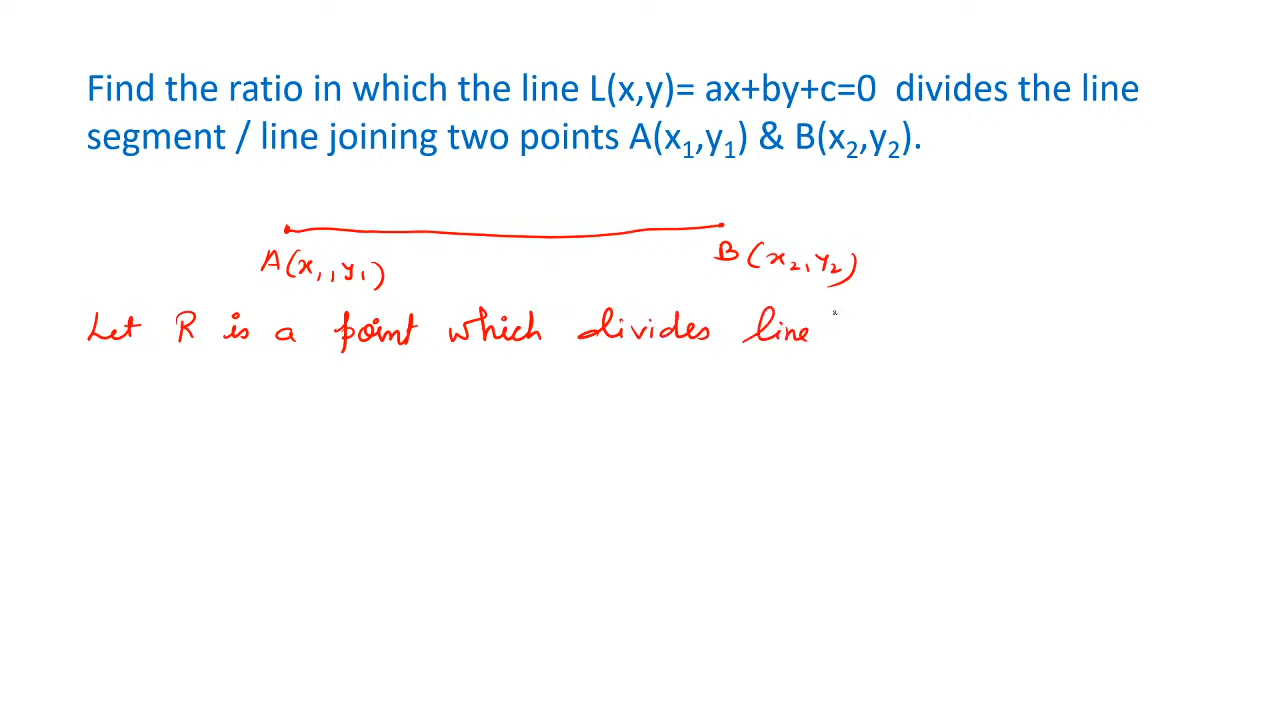 Find the ratio in which the line L(x,y)= ax+by+c=0 divides the line
segment / line joining two points A(x₁,y₁) & B(x₂,y₂).
A(x₁,y₁) B(x₂,y₂)
Let R is a point which divides line